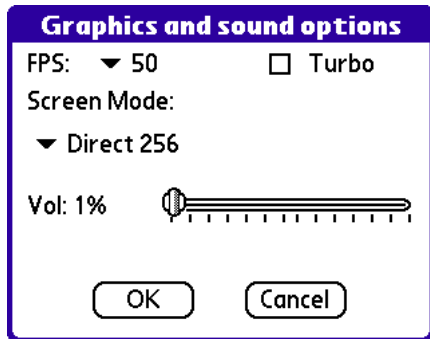 Graphics and sound options
FPS: 50 Turbo
Screen Mode:
Direct 256
Vol: 1%
OK Cancel